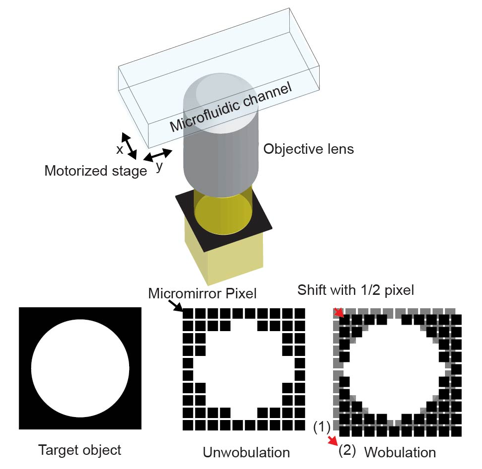 Microfluidic channel
x
y
Motorized stage
Objective lens
Micromirror Pixel
Shift with 1/2 pixel
(1)
(2)
Target object
Unwobulation
Wobulation